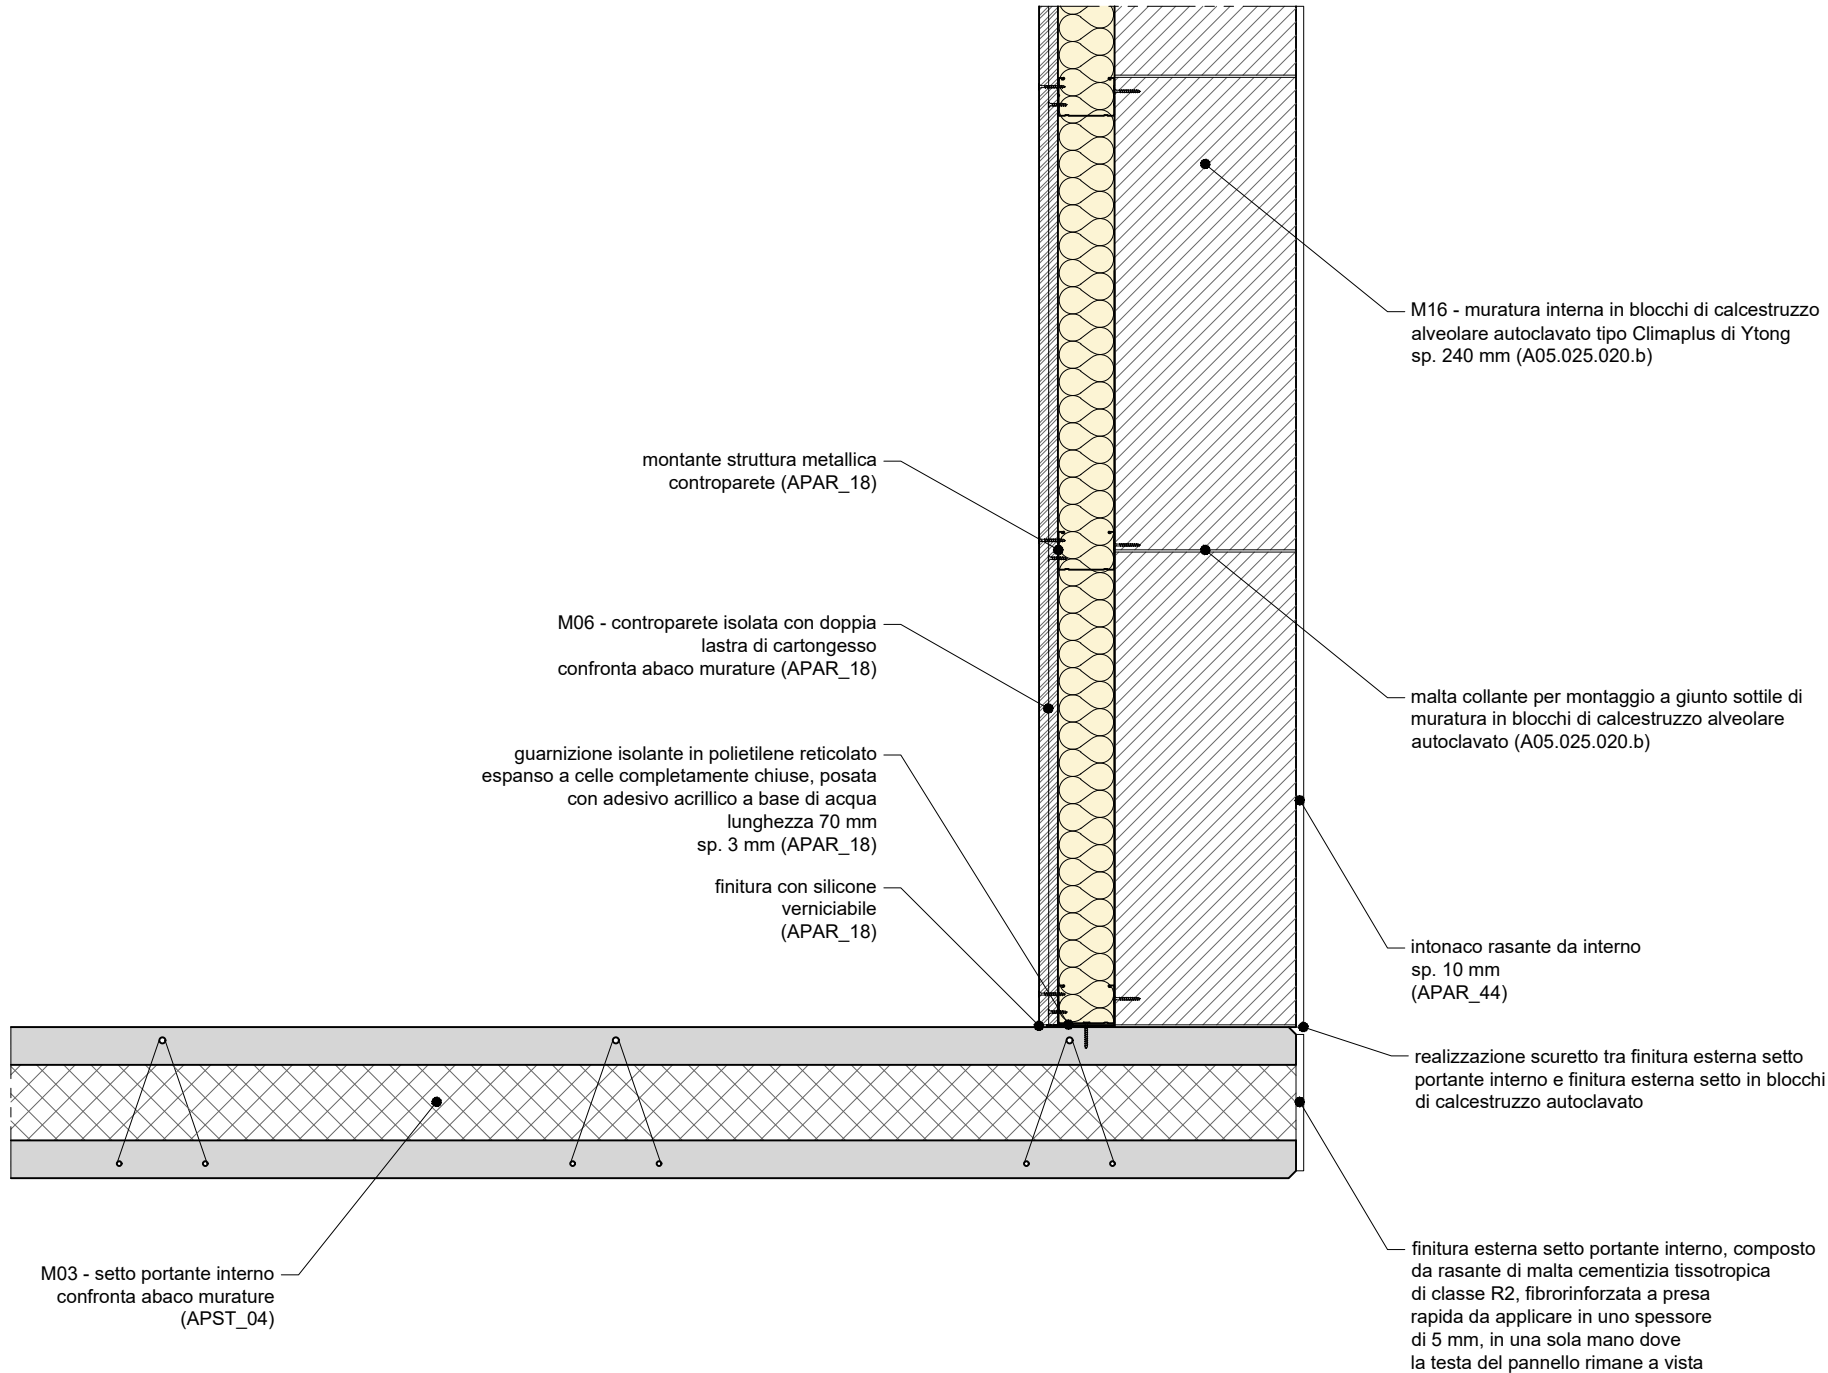 M16 - muratura interna in blocchi di calcestruzzo
alveolare autoclavato tipo Climaplus di Ytong
sp. 240 mm (A05.025.020.b)
montante struttura metallica
controparete (APAR_18)
M06 - controparete isolata con doppia
lastra di cartongesso
confronta abaco murature (APAR_18)
malta collante per montaggio a giunto sottile di
muratura in blocchi di calcestruzzo alveolare
autoclavato (A05.025.020.b)
guarnizione isolante in polietilene reticolato
espanso a celle completamente chiuse, posata
con adesivo acrillico a base di acqua
lunghezza 70 mm
sp. 3 mm (APAR_18)
finitura con silicone
verniciabile
(APAR_18)
intonaco rasante da interno
sp. 10 mm
(APAR_44)
realizzazione scuretto tra finitura esterna setto
portante interno e finitura esterna setto in blocchi
di calcestruzzo autoclavato
M03 - setto portante interno
confronta abaco murature
(APST_04)
finitura esterna setto portante interno, composto
da rasante di malta cementizia tissotropica
di classe R2, fibrorinforzata a presa
rapida da applicare in uno spessore
di 5 mm, in una sola mano dove
la testa del pannello rimane a vista